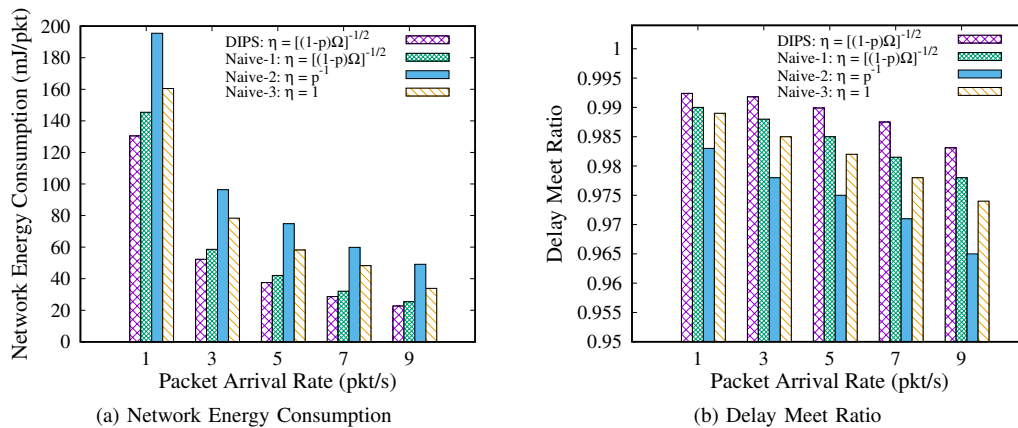 Network Energy Consumption (mJ/pkt)
200
180
160
140
120
100
80
60
40
20
0
DIPS: η = [(1-p)Ω]^-1/2
Naive-1: η = [(1-p)Ω]^-1/2
Naive-2: η = p^-1
Naive-3: η = 1
1 3 5 7 9
Packet Arrival Rate (pkt/s)
(a) Network Energy Consumption
Delay Meet Ratio
1
0.995
0.99
0.985
0.98
0.975
0.97
0.965
0.96
0.955
0.95
DIPS: η = [(1-p)Ω]^-1/2
Naive-1: η = [(1-p)Ω]^-1/2
Naive-2: η = p^-1
Naive-3: η = 1
1 3 5 7 9
Packet Arrival Rate (pkt/s)
(b) Delay Meet Ratio